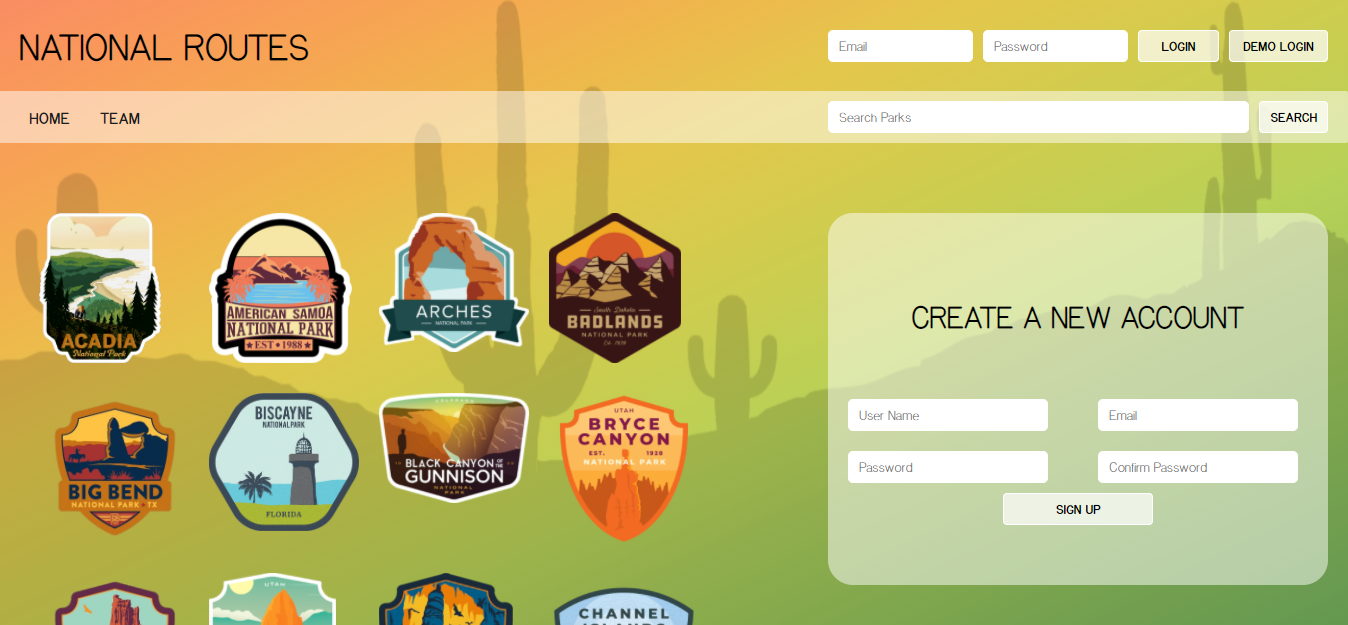 NATIONAL ROUTES
Email
Password
LOGIN
DEMO LOGIN
HOME
TEAM
Search Parks
SEARCH
ACADIA
National Park
AMERICAN SAMOA
NATIONAL PARK
EST • 1988
ARCHES
NATIONAL PARK
South Dakota
BADLANDS
NATIONAL PARK
CREATE A NEW ACCOUNT
User Name
Email
Password
Confirm Password
SIGN UP
BIG BEND
NATIONAL PARK • TX
BISCAYNE
NATIONAL PARK
FLORIDA
COLORADO
BLACK CANYON OF THE
GUNNISON
NATIONAL
PARK
UTAH
BRYCE
CANYON
EST. 1928
NATIONAL PARK
UTAH
CHANNEL
ISLANDS